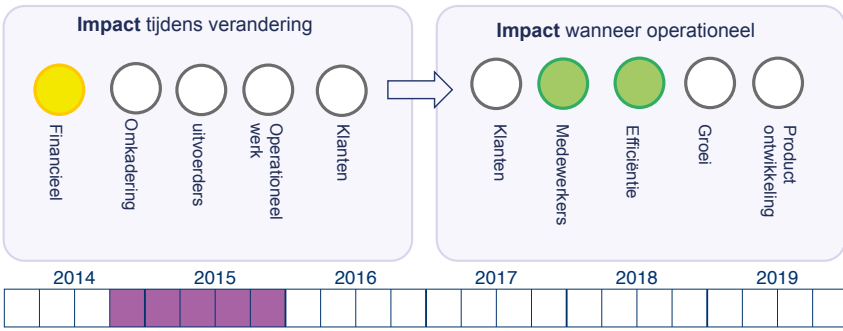 Impact tijdens verandering
Financieel
Omkadering
uitvoerders
Operationeel
werk
Klanten
Impact wanneer operationeel
Klanten
Medewerkers
Efficiëntie
Groei
Product
ontwikkeling
2014 2015 2016 2017 2018 2019